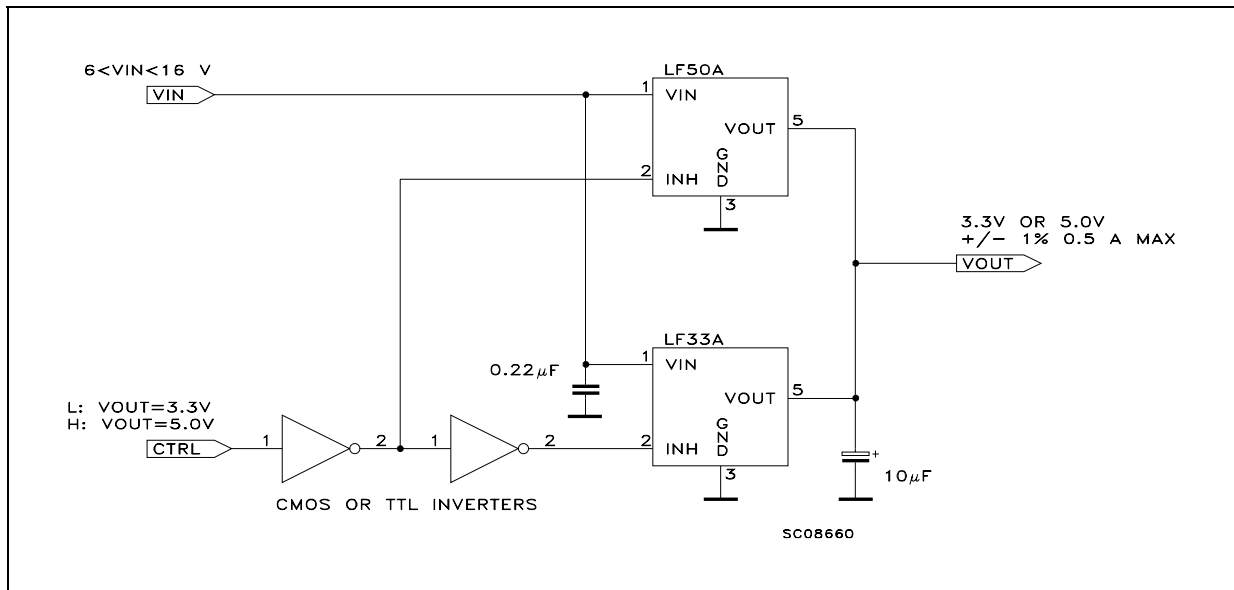 6<VIN<16 V
VIN
LF50A
1
VIN
VOUT
5
2
INH
GND
3
3.3V OR 5.0V
+/- 1% 0.5 A MAX
VOUT
LF33A
1
VIN
0.22µF
VOUT
5
L: VOUT=3.3V
H: VOUT=5.0V
CTRL
1
2
1
2
2
INH
GND
3
+
10µF
CMOS OR TTL INVERTERS
SC08660